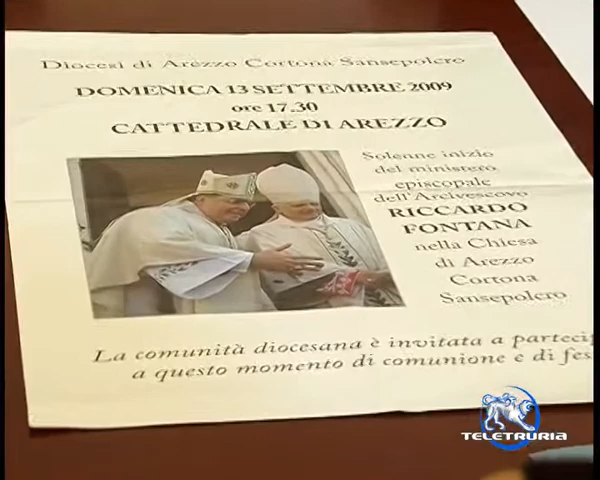 Diocesi di Arezzo Cortona Sansepolcro
DOMENICA 13 SETTEMBRE 2009
ore 17.30
CATTEDRALE DI AREZZO
Solenne inizio
del ministero
episcopale
dell'Arcivescovo
RICCARDO
FONTANA
nella Chiesa
di Arezzo
Cortona
Sansepolcro
La comunità diocesana è invitata a partecip
a questo momento di comunione e di fes
TELETRURIA